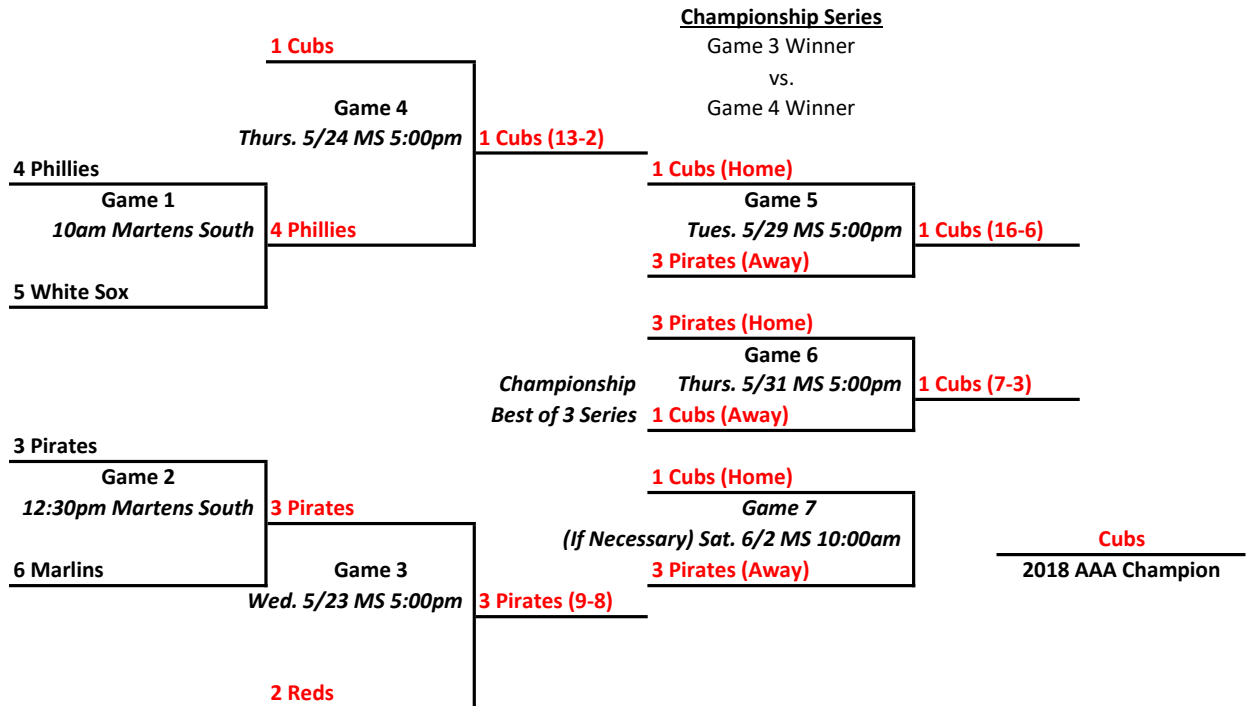 Championship Series
1 Cubs
Game 3 Winner
vs.
Game 4
Game 4 Winner
Thurs. 5/24 MS 5:00pm
1 Cubs (13-2)
4 Phillies
1 Cubs (Home)
Game 1
Game 5
10am Martens South
4 Phillies
Tues. 5/29 MS 5:00pm
1 Cubs (16-6)
3 Pirates (Away)
5 White Sox
3 Pirates (Home)
Game 6
Championship
Thurs. 5/31 MS 5:00pm
1 Cubs (7-3)
Best of 3 Series
1 Cubs (Away)
3 Pirates
Game 2
1 Cubs (Home)
12:30pm Martens South
3 Pirates
Game 7
(If Necessary) Sat. 6/2 MS 10:00am
Cubs
6 Marlins
Game 3
3 Pirates (Away)
2018 AAA Champion
Wed. 5/23 MS 5:00pm
3 Pirates (9-8)
2 Reds